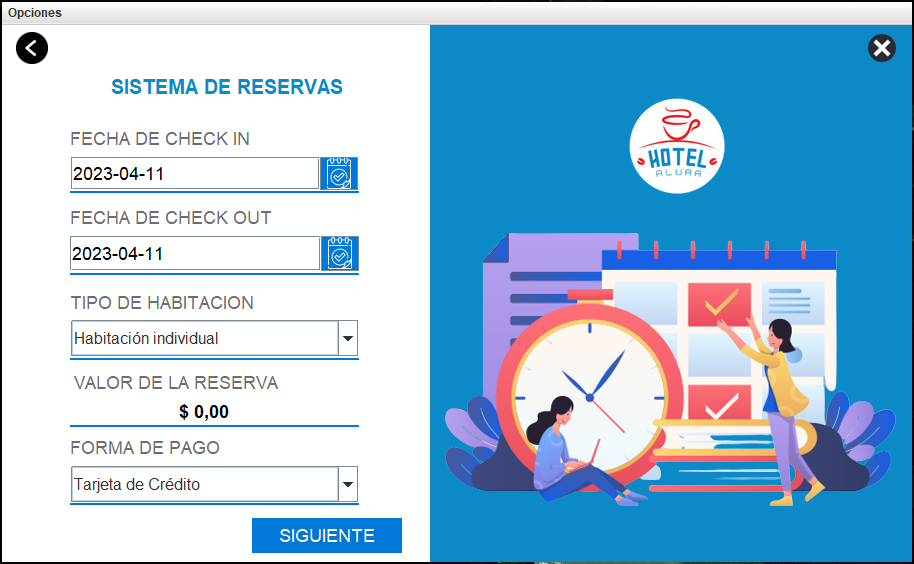 Opciones
SISTEMA DE RESERVAS
FECHA DE CHECK IN
2023-04-11
FECHA DE CHECK OUT
2023-04-11
TIPO DE HABITACION
Habitación individual
VALOR DE LA RESERVA
$ 0,00
FORMA DE PAGO
Tarjeta de Crédito
SIGUIENTE
HOTEL
ALURA